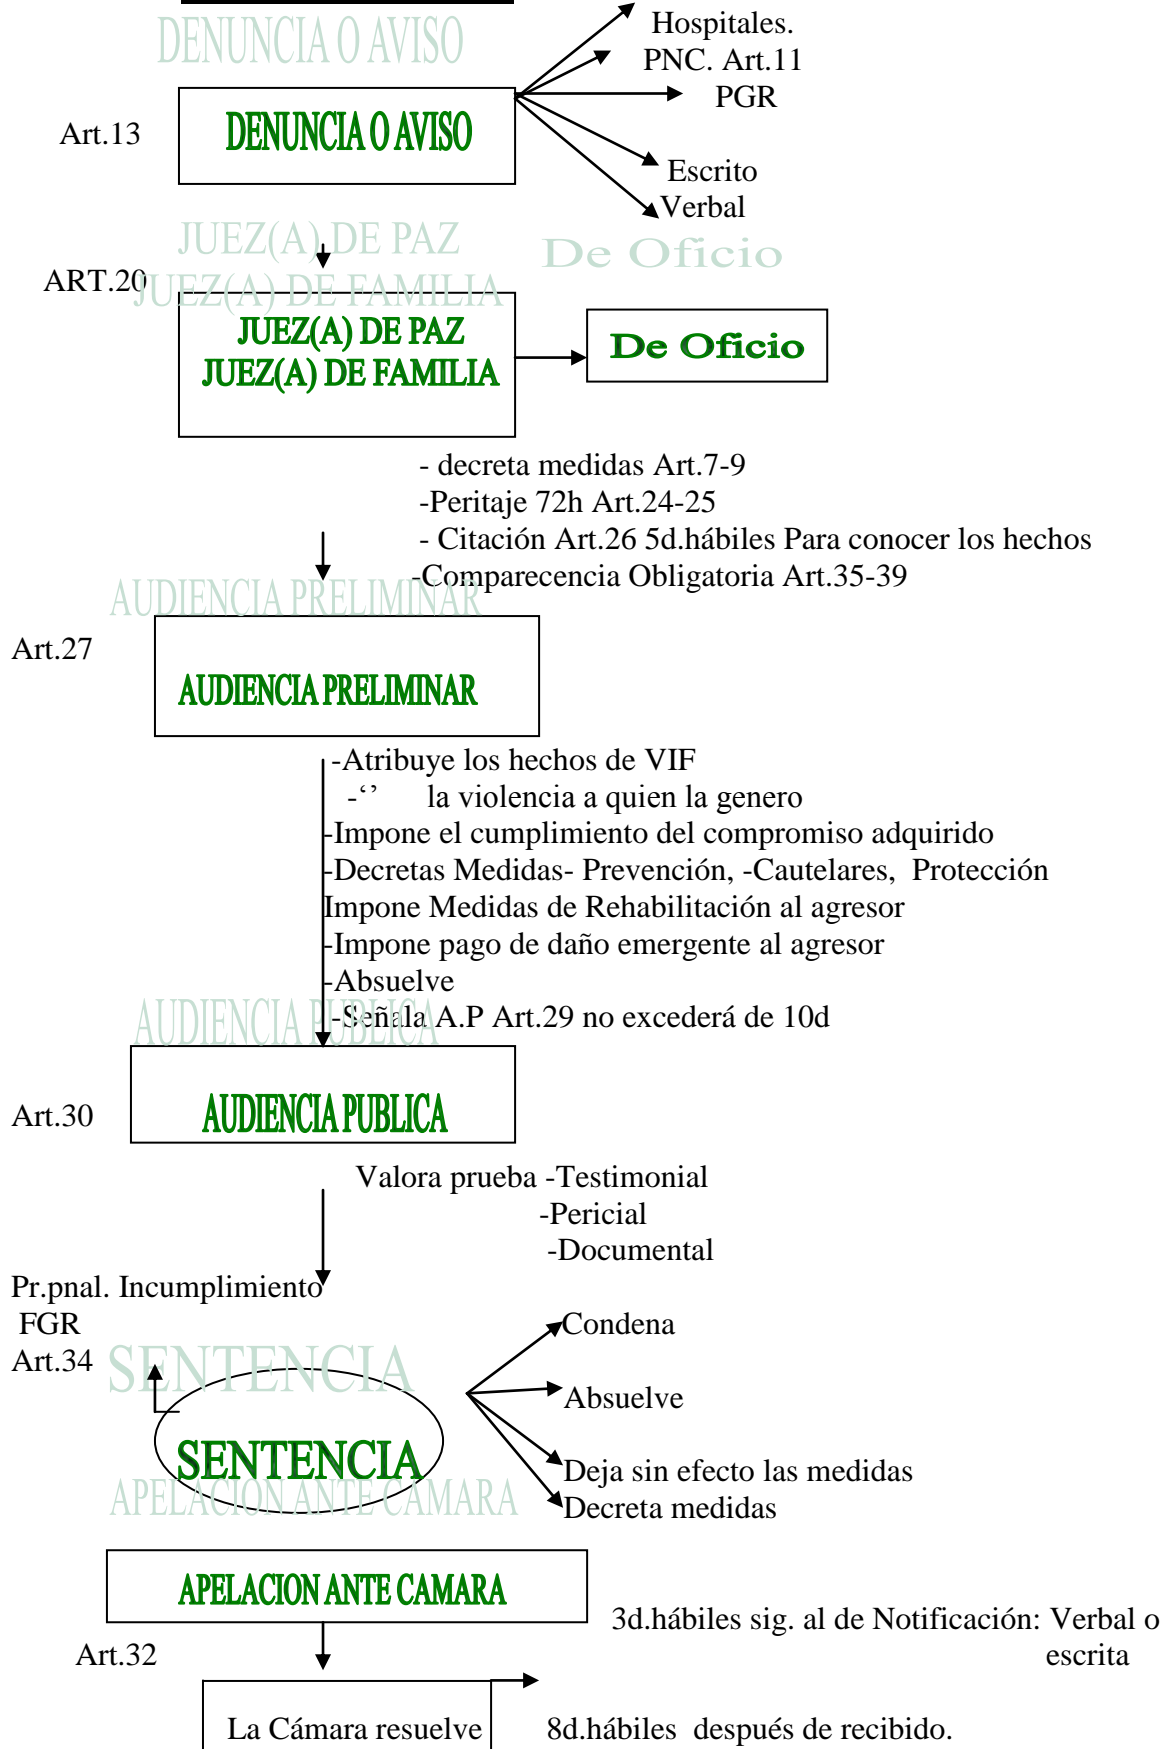 Hospitales.
DENUNCIA O AVISO
PNC. Art.11
PGR
Art.13
DENUNCIA O AVISO
Escrito
Verbal
JUEZ(A) DE PAZ
De Oficio
ART.20
JUEZ(A) DE FAMILIA
JUEZ(A) DE PAZ
JUEZ(A) DE FAMILIA
De Oficio
- decreta medidas Art.7-9
-Peritaje 72h Art.24-25
- Citación Art.26 5d.hábiles Para conocer los hechos
-Comparecencia Obligatoria Art.35-39
AUDIENCIA PRELIMINAR
Art.27
AUDIENCIA PRELIMINAR
-Atribuye los hechos de VIF
-‘’ la violencia a quien la genero
-Impone el cumplimiento del compromiso adquirido
-Decretas Medidas- Prevención, -Cautelares, Protección
Impone Medidas de Rehabilitación al agresor
-Impone pago de daño emergente al agresor
-Absuelve
AUDIENCIA PUBLICA
-Señala A.P Art.29 no excederá de 10d
Art.30
AUDIENCIA PUBLICA
Valora prueba -Testimonial
-Pericial
-Documental
Pr.pnal. Incumplimiento
FGR
Art.34
SENTENCIA
Condena
Absuelve
SENTENCIA
Deja sin efecto las medidas
Decreta medidas
APELACION ANTE CAMARA
APELACION ANTE CAMARA
3d.hábiles sig. al de Notificación: Verbal o
escrita
Art.32
La Cámara resuelve
8d.hábiles después de recibido.